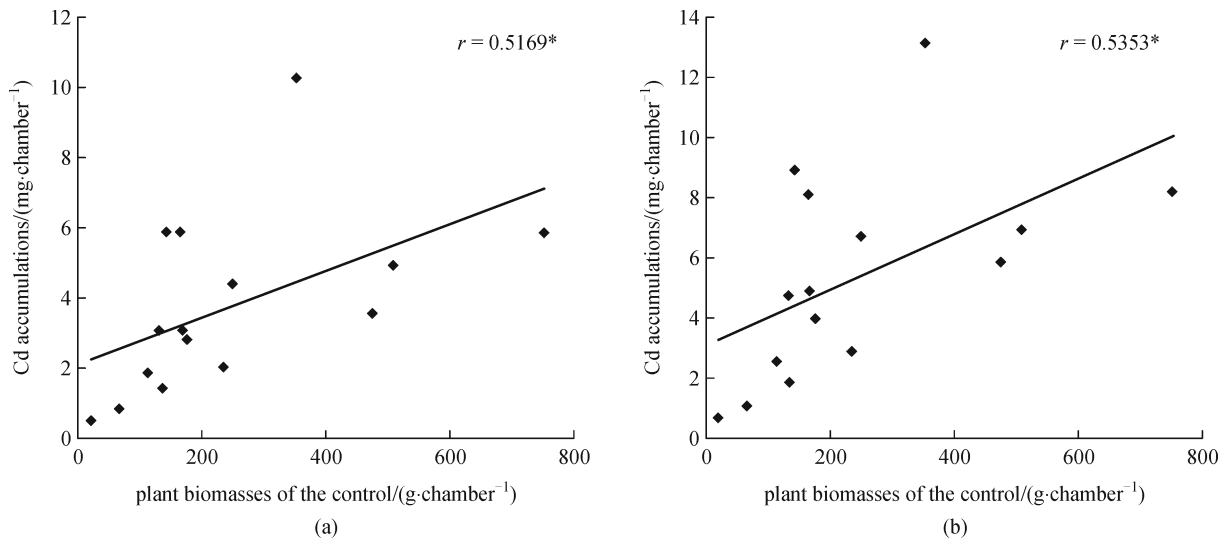 12
10
8
6
4
2
0
Cd accumulations/(mg·chamber⁻¹)
r = 0.5169*
0 200 400 600 800
plant biomasses of the control/(g·chamber⁻¹)
(a)
14
12
10
8
6
4
2
0
Cd accumulations/(mg·chamber⁻¹)
r = 0.5353*
0 200 400 600 800
plant biomasses of the control/(g·chamber⁻¹)
(b)